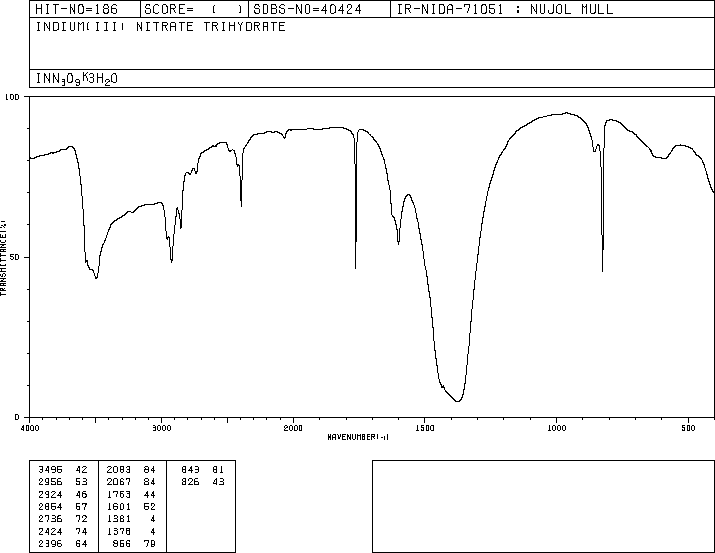 HIT-NO=186 SCORE= ( ) SDBS-NO=40424 IR-NIDA-71051 : NUJOL MULL
INDIUM(III) NITRATE TRIHYDRATE
INN3O9K3H2O
100
50
0
TRANSMITTANCE(%)
4000 3000 2000 1500 1000 500
WAVENUMBER(-1)
3495 42 2083 84 843 81
2956 53 2067 84 826 43
2924 46 1763 44
2854 57 1601 52
2736 72 1381 4
2424 74 1378 4
2396 64 856 79